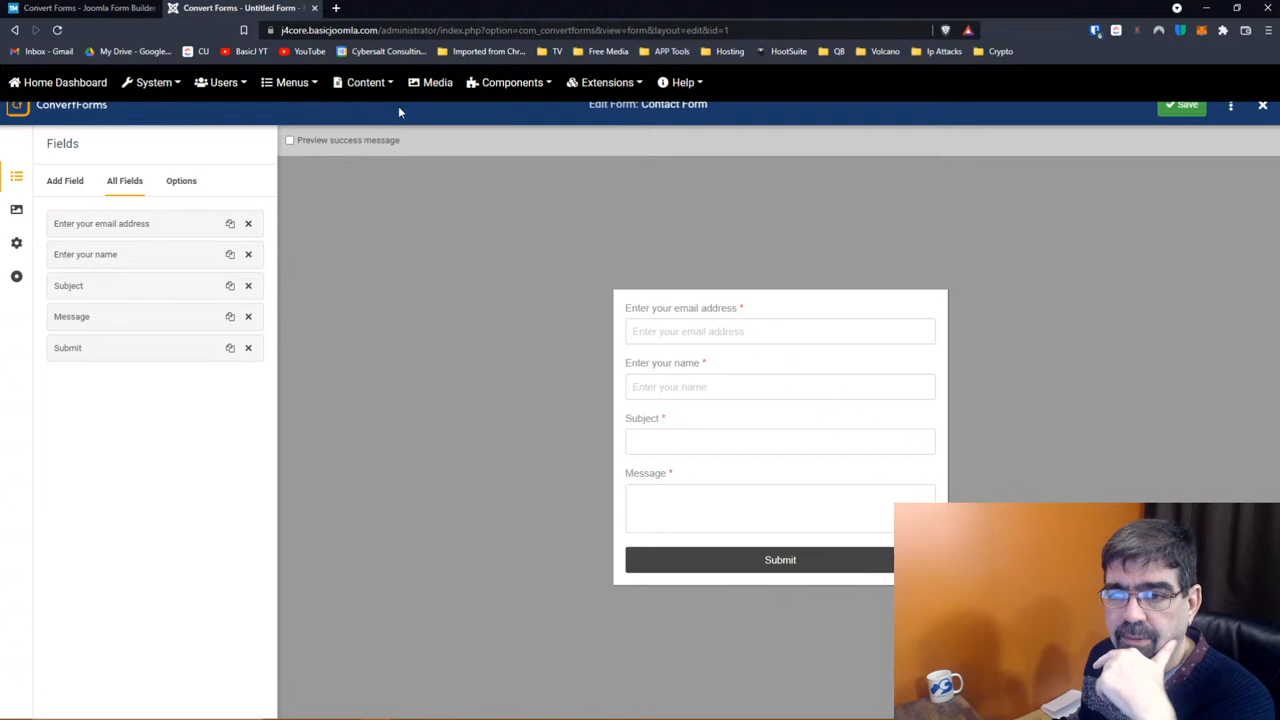 Convert Forms - Joomla Form Builder
Convert Forms - Untitled Form -
j4core.basicjoomla.com/administrator/index.php?option=com_convertforms&view=form&layout=edit&id=1
Inbox - Gmail
My Drive - Google...
CU
BasicJ YT
YouTube
Cybersalt Consultin...
Imported from Chr...
TV
Free Media
APP Tools
Hosting
HootSuite
QB
Volcano
Ip Attacks
Crypto
Home Dashboard
System
Users
Menus
Content
Media
Components
Extensions
Help
Cf
ConvertForms
Edit Form: Contact Form
Save
Fields
Preview success message
Add Field
All Fields
Options
Enter your email address
Enter your name
Subject
Message
Submit
Enter your email address *
Enter your email address
Enter your name *
Enter your name
Subject *
Message *
Submit